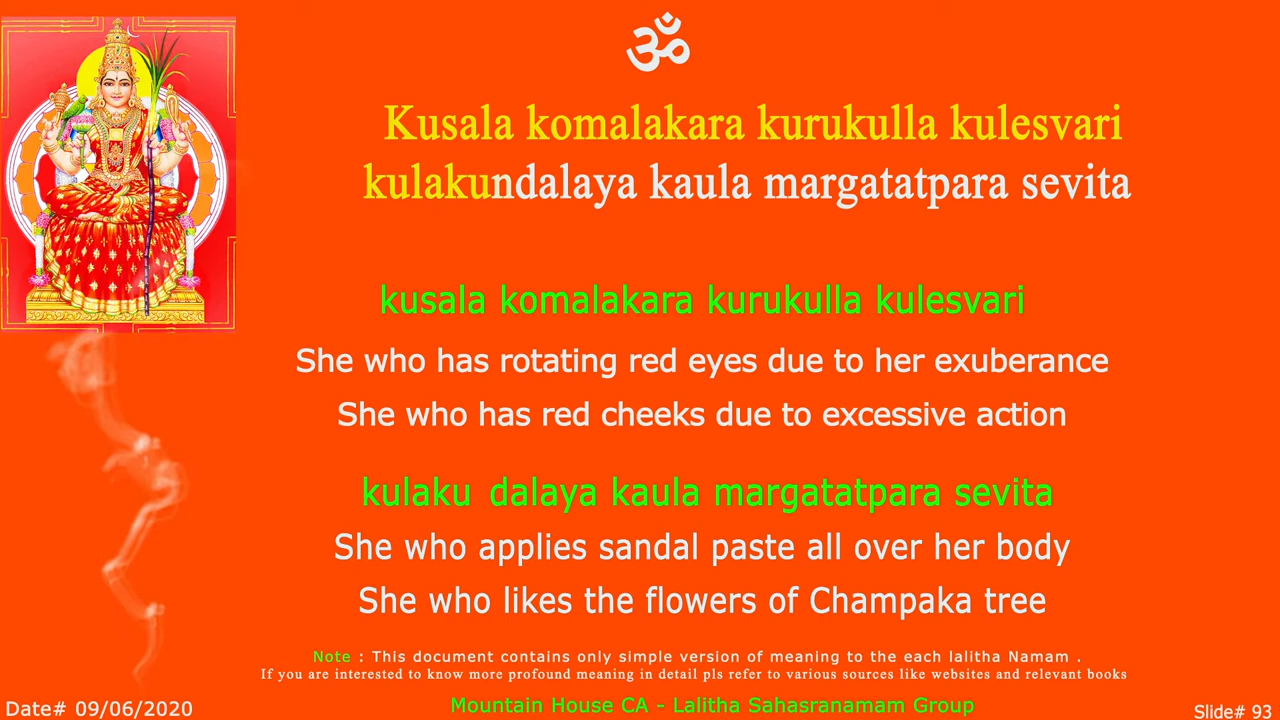 ॐ
Kusala komalakara kurukulla kulesvari
kulakundalaya kaula margatatpara sevita
kusala komalakara kurukulla kulesvari
She who has rotating red eyes due to her exuberance
She who has red cheeks due to excessive action
kulaku dalaya kaula margatatpara sevita
She who applies sandal paste all over her body
She who likes the flowers of Champaka tree
Note : This document contains only simple version of meaning to the each lalitha Namam .
If you are interested to know more profound meaning in detail pls refer to various sources like websites and relevant books
Mountain House CA - Lalitha Sahasranamam Group
Date# 09/06/2020
Slide# 93